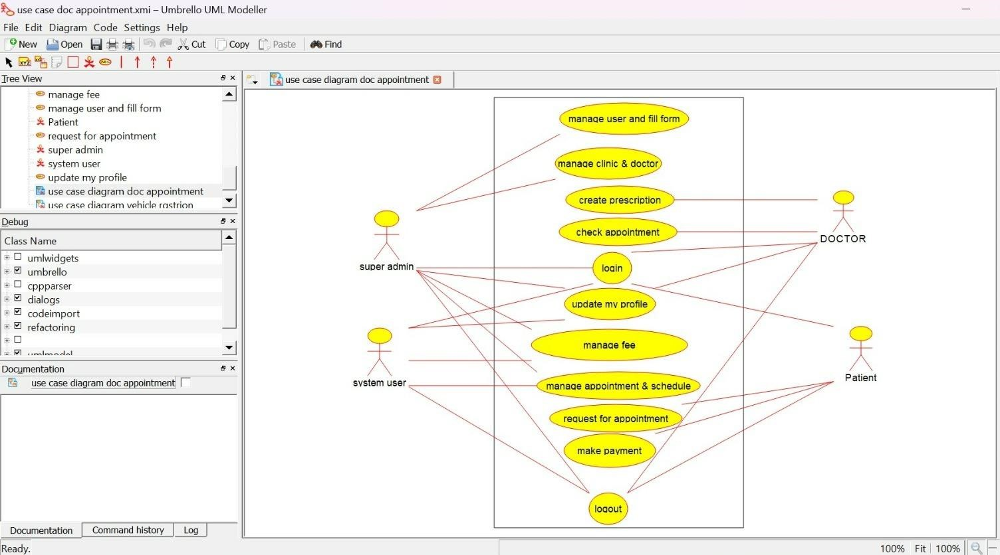 use case doc appointment.xmi – Umbrello UML Modeller
File Edit Diagram Code Settings Help
New Open Cut Copy Paste Find
XYZ XYZ ABC
Tree View
use case diagram doc appointment
manage fee
manage user and fill form
Patient
request for appointment
super admin
system user
update my profile
use case diagram doc appointment
use case diagram vehicle rgstrion
Debug
Class Name
umlwidgets
umbrello
cppparser
dialogs
codeimport
refactoring
umlmodel
Documentation
use case diagram doc appointment
Documentation Command history Log
Ready.
manage user and fill form
manage clinic & doctor
create prescription
check appointment
DOCTOR
super admin
login
update my profile
manage fee
system user
manage appointment & schedule
Patient
request for appointment
make payment
logout
100% Fit 100%